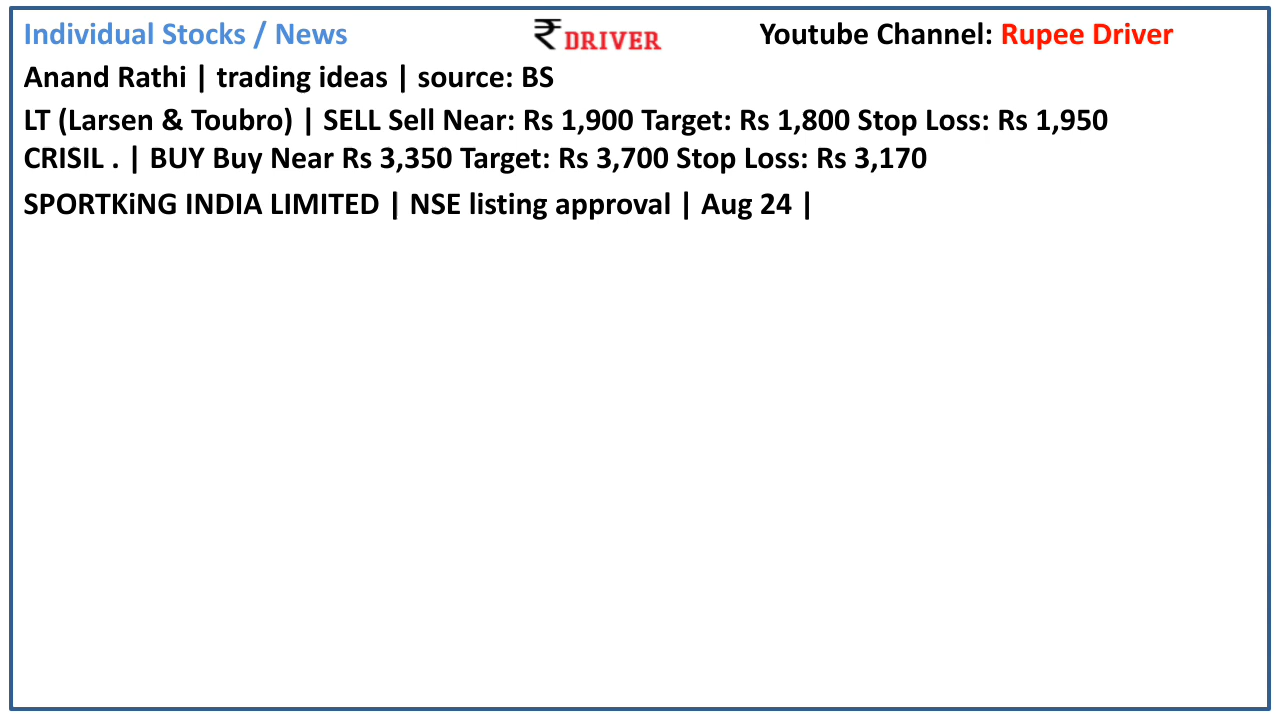 Individual Stocks / News
₹ DRIVER
Youtube Channel: Rupee Driver
Anand Rathi | trading ideas | source: BS
LT (Larsen & Toubro) | SELL Sell Near: Rs 1,900 Target: Rs 1,800 Stop Loss: Rs 1,950
CRISIL . | BUY Buy Near Rs 3,350 Target: Rs 3,700 Stop Loss: Rs 3,170
SPORTKiNG INDIA LIMITED | NSE listing approval | Aug 24 |